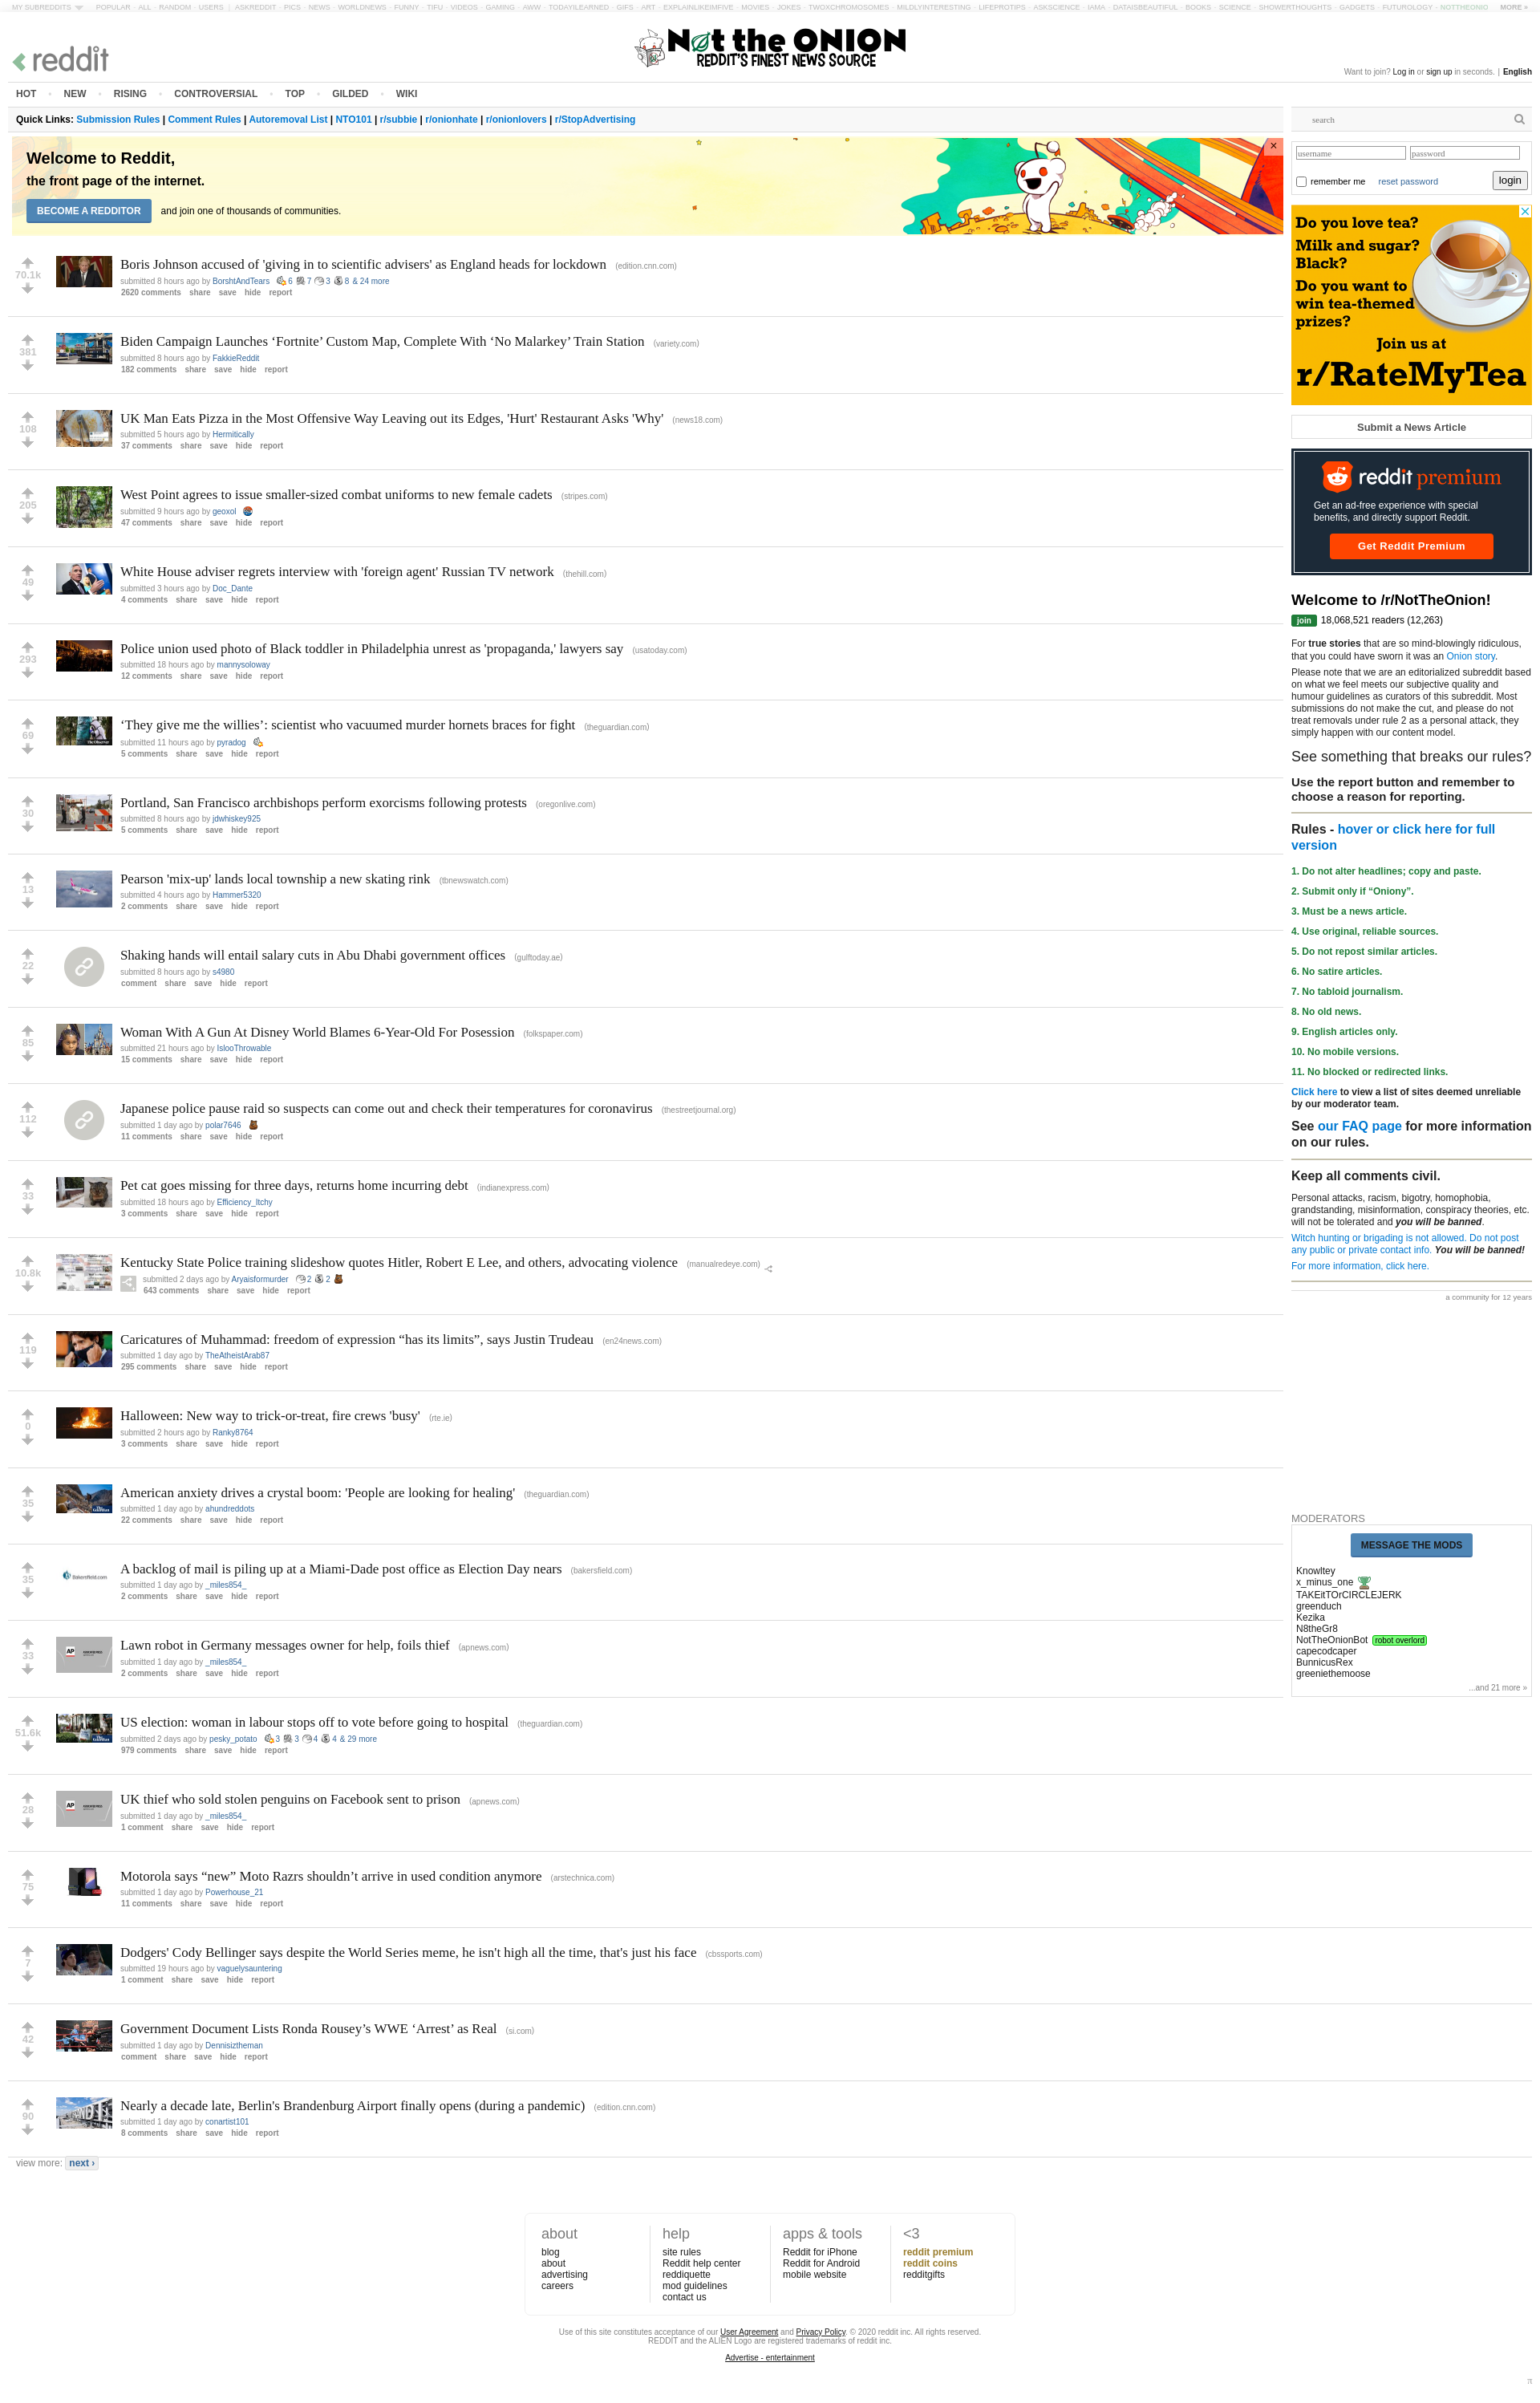 MY SUBREDDITS POPULAR - ALL - RANDOM - USERS | ASKREDDIT - PICS - NEWS - WORLDNEWS - FUNNY - TIFU - VIDEOS - GAMING - AWW - TODAYILEARNED - GIFS - ART - EXPLAINLIKEIMFIVE - MOVIES - JOKES - TWOXCHROMOSOMES - MILDLYINTERESTING - LIFEPROTIPS - ASKSCIENCE - IAMA - DATAISBEAUTIFUL - BOOKS - SCIENCE - SHOWERTHOUGHTS - GADGETS - FUTUROLOGY - NOTTHEONIO MORE »
reddit
Not the ONION
REDDIT'S FINEST NEWS SOURCE
Want to join? Log in or sign up in seconds. | English
HOT • NEW • RISING • CONTROVERSIAL • TOP • GILDED • WIKI
Quick Links: Submission Rules | Comment Rules | Autoremoval List | NTO101 | r/subbie | r/onionhate | r/onionlovers | r/StopAdvertising
Welcome to Reddit,
the front page of the internet.
BECOME A REDDITOR and join one of thousands of communities.
×
70.1k
Boris Johnson accused of 'giving in to scientific advisers' as England heads for lockdown (edition.cnn.com)
submitted 8 hours ago by BorshtAndTears 6 7 3 8 & 24 more
2620 comments share save hide report
381
Biden Campaign Launches ‘Fortnite’ Custom Map, Complete With ‘No Malarkey’ Train Station (variety.com)
submitted 8 hours ago by FakkieReddit
182 comments share save hide report
108
UK Man Eats Pizza in the Most Offensive Way Leaving out its Edges, 'Hurt' Restaurant Asks 'Why' (news18.com)
submitted 5 hours ago by Hermitically
37 comments share save hide report
205
West Point agrees to issue smaller-sized combat uniforms to new female cadets (stripes.com)
submitted 9 hours ago by geoxol
47 comments share save hide report
49
White House adviser regrets interview with 'foreign agent' Russian TV network (thehill.com)
submitted 3 hours ago by Doc_Dante
4 comments share save hide report
293
Police union used photo of Black toddler in Philadelphia unrest as 'propaganda,' lawyers say (usatoday.com)
submitted 18 hours ago by mannysoloway
12 comments share save hide report
69
‘They give me the willies’: scientist who vacuumed murder hornets braces for fight (theguardian.com)
submitted 11 hours ago by pyradog
5 comments share save hide report
30
Portland, San Francisco archbishops perform exorcisms following protests (oregonlive.com)
submitted 8 hours ago by jdwhiskey925
5 comments share save hide report
13
Pearson 'mix-up' lands local township a new skating rink (tbnewswatch.com)
submitted 4 hours ago by Hammer5320
2 comments share save hide report
22
Shaking hands will entail salary cuts in Abu Dhabi government offices (gulftoday.ae)
submitted 8 hours ago by s4980
comment share save hide report
85
Woman With A Gun At Disney World Blames 6-Year-Old For Posession (folkspaper.com)
submitted 21 hours ago by IslooThrowable
15 comments share save hide report
112
Japanese police pause raid so suspects can come out and check their temperatures for coronavirus (thestreetjournal.org)
submitted 1 day ago by polar7646
11 comments share save hide report
33
Pet cat goes missing for three days, returns home incurring debt (indianexpress.com)
submitted 18 hours ago by Efficiency_Itchy
3 comments share save hide report
10.8k
Kentucky State Police training slideshow quotes Hitler, Robert E Lee, and others, advocating violence (manualredeye.com)
submitted 2 days ago by Aryaisformurder 2 2
643 comments share save hide report
119
Caricatures of Muhammad: freedom of expression “has its limits”, says Justin Trudeau (en24news.com)
submitted 1 day ago by TheAtheistArab87
295 comments share save hide report
0
Halloween: New way to trick-or-treat, fire crews 'busy' (rte.ie)
submitted 2 hours ago by Ranky8764
3 comments share save hide report
35
American anxiety drives a crystal boom: 'People are looking for healing' (theguardian.com)
submitted 1 day ago by ahundreddots
22 comments share save hide report
35
Bakersfield.com
A backlog of mail is piling up at a Miami-Dade post office as Election Day nears (bakersfield.com)
submitted 1 day ago by _miles854_
2 comments share save hide report
33
AP
Lawn robot in Germany messages owner for help, foils thief (apnews.com)
submitted 1 day ago by _miles854_
2 comments share save hide report
51.6k
US election: woman in labour stops off to vote before going to hospital (theguardian.com)
submitted 2 days ago by pesky_potato 3 3 4 4 & 29 more
979 comments share save hide report
28
AP
UK thief who sold stolen penguins on Facebook sent to prison (apnews.com)
submitted 1 day ago by _miles854_
1 comment share save hide report
75
Motorola says “new” Moto Razrs shouldn’t arrive in used condition anymore (arstechnica.com)
submitted 1 day ago by Powerhouse_21
11 comments share save hide report
7
Dodgers' Cody Bellinger says despite the World Series meme, he isn't high all the time, that's just his face (cbssports.com)
submitted 19 hours ago by vaguelysauntering
1 comment share save hide report
42
Government Document Lists Ronda Rousey’s WWE ‘Arrest’ as Real (si.com)
submitted 1 day ago by Dennisiztheman
comment share save hide report
90
Nearly a decade late, Berlin's Brandenburg Airport finally opens (during a pandemic) (edition.cnn.com)
submitted 1 day ago by conartist101
8 comments share save hide report
view more: next ›
search
username password
remember me reset password login
Do you love tea?
Milk and sugar?
Black?
Do you want to
win tea-themed
prizes?
Join us at
r/RateMyTea
Submit a News Article
reddit premium
Get an ad-free experience with special
benefits, and directly support Reddit.
Get Reddit Premium
Welcome to /r/NotTheOnion!
join 18,068,521 readers (12,263)
For true stories that are so mind-blowingly ridiculous,
that you could have sworn it was an Onion story.
Please note that we are an editorialized subreddit based
on what we feel meets our subjective quality and
humour guidelines as curators of this subreddit. Most
submissions do not make the cut, and please do not
treat removals under rule 2 as a personal attack, they
simply happen with our content model.
See something that breaks our rules?
Use the report button and remember to
choose a reason for reporting.
Rules - hover or click here for full
version
1. Do not alter headlines; copy and paste.
2. Submit only if “Oniony”.
3. Must be a news article.
4. Use original, reliable sources.
5. Do not repost similar articles.
6. No satire articles.
7. No tabloid journalism.
8. No old news.
9. English articles only.
10. No mobile versions.
11. No blocked or redirected links.
Click here to view a list of sites deemed unreliable
by our moderator team.
See our FAQ page for more information
on our rules.
Keep all comments civil.
Personal attacks, racism, bigotry, homophobia,
grandstanding, misinformation, conspiracy theories, etc.
will not be tolerated and you will be banned.
Witch hunting or brigading is not allowed. Do not post
any public or private contact info. You will be banned!
For more information, click here.
a community for 12 years
MODERATORS
MESSAGE THE MODS
Knowltey
x_minus_one
TAKEitTOrCIRCLEJERK
greenduch
Kezika
N8theGr8
NotTheOnionBot robot overlord
capecodcaper
BunnicusRex
greeniethemoose
...and 21 more »
about
blog
about
advertising
careers
help
site rules
Reddit help center
reddiquette
mod guidelines
contact us
apps & tools
Reddit for iPhone
Reddit for Android
mobile website
<3
reddit premium
reddit coins
redditgifts
Use of this site constitutes acceptance of our User Agreement and Privacy Policy. © 2020 reddit inc. All rights reserved.
REDDIT and the ALIEN Logo are registered trademarks of reddit inc.
Advertise - entertainment
π